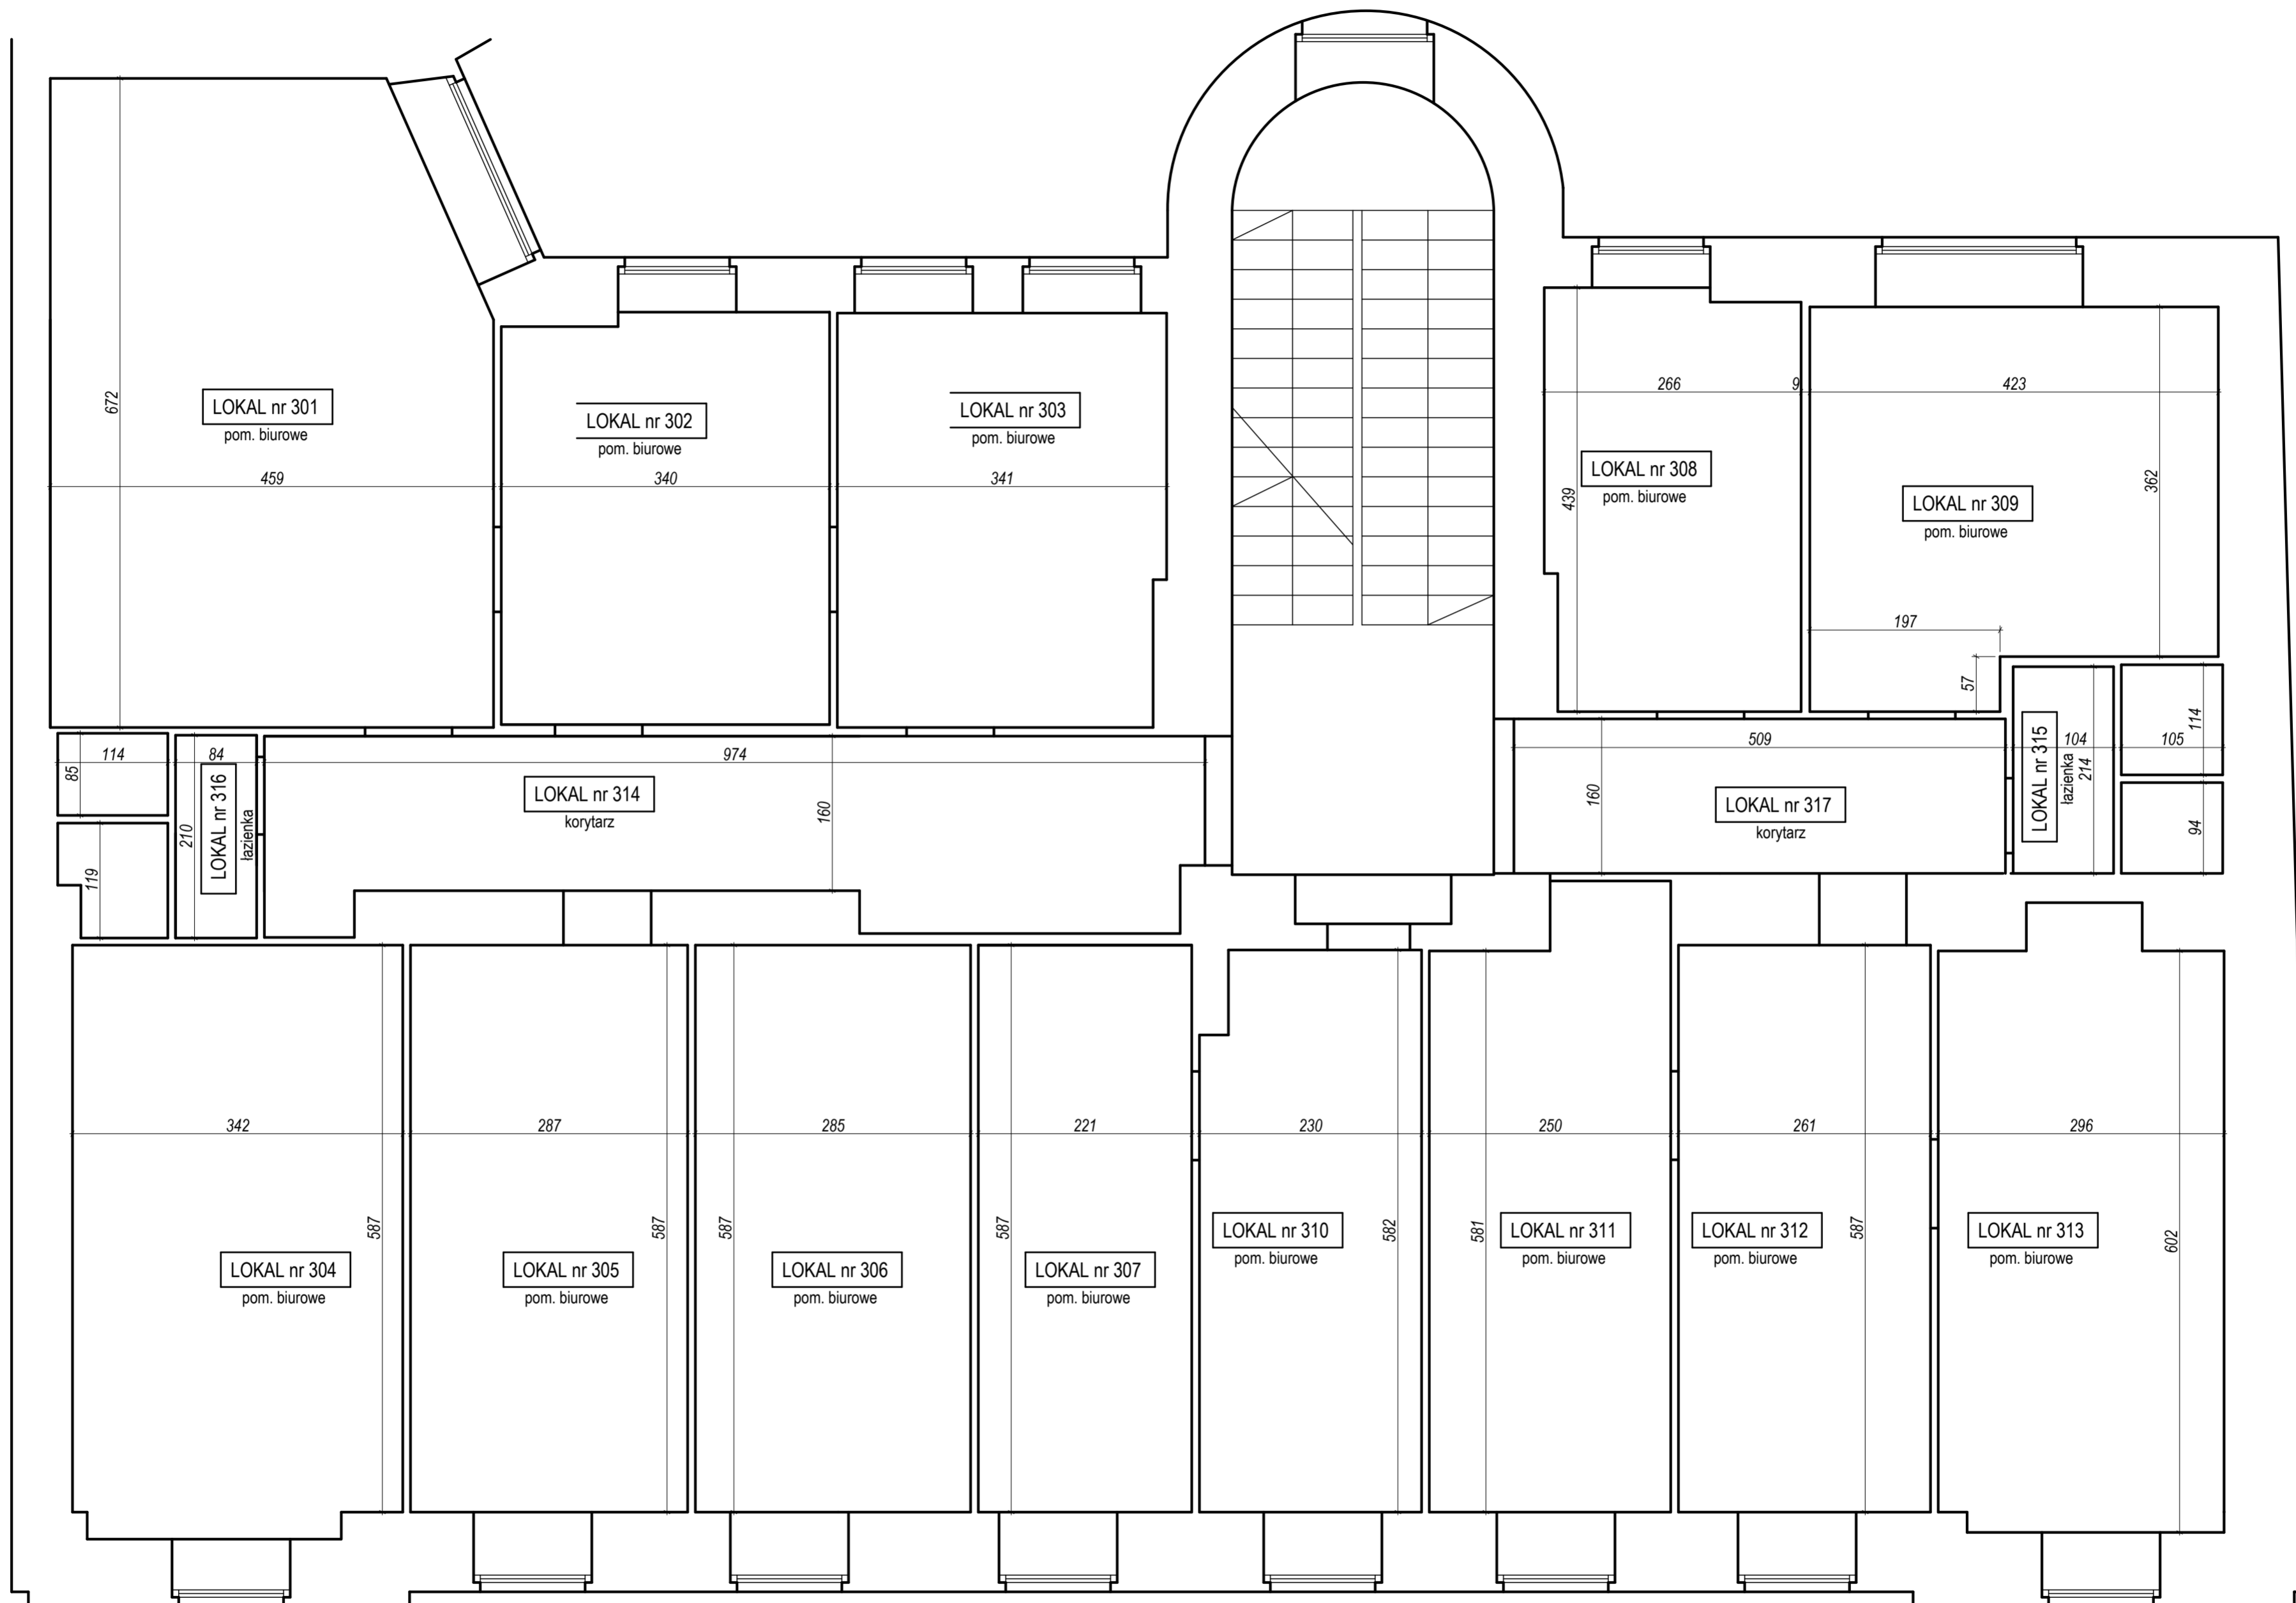 LOKAL nr 301
pom. biurowe
672
459
LOKAL nr 302
pom. biurowe
340
LOKAL nr 303
pom. biurowe
341
LOKAL nr 308
pom. biurowe
266
9
439
LOKAL nr 309
pom. biurowe
423
362
197
57
114
85
119
84
210
LOKAL nr 316
łazienka
974
LOKAL nr 314
korytarz
160
509
160
LOKAL nr 317
korytarz
LOKAL nr 315
łazienka
104
214
105
114
94
342
587
LOKAL nr 304
pom. biurowe
287
587
LOKAL nr 305
pom. biurowe
285
587
LOKAL nr 306
pom. biurowe
221
587
LOKAL nr 307
pom. biurowe
230
582
LOKAL nr 310
pom. biurowe
250
581
LOKAL nr 311
pom. biurowe
261
587
LOKAL nr 312
pom. biurowe
296
602
LOKAL nr 313
pom. biurowe